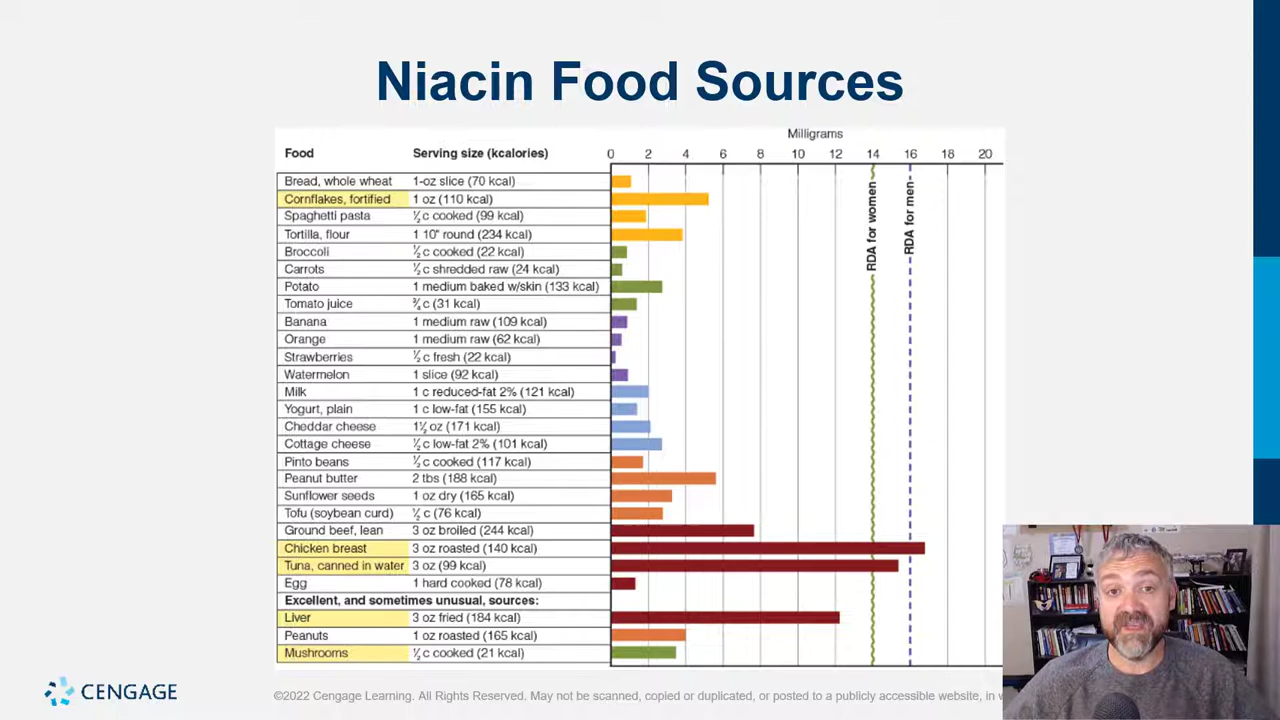 Niacin Food Sources
Milligrams
Food Serving size (kcalories) 0 2 4 6 8 10 12 14 16 18 20
Bread, whole wheat 1-oz slice (70 kcal)
Cornflakes, fortified 1 oz (110 kcal)
Spaghetti pasta ½ c cooked (99 kcal)
Tortilla, flour 1 10" round (234 kcal)
Broccoli ½ c cooked (22 kcal)
Carrots ½ c shredded raw (24 kcal)
Potato 1 medium baked w/skin (133 kcal)
Tomato juice ¾ c (31 kcal)
Banana 1 medium raw (109 kcal)
Orange 1 medium raw (62 kcal)
Strawberries ½ c fresh (22 kcal)
Watermelon 1 slice (92 kcal)
Milk 1 c reduced-fat 2% (121 kcal)
Yogurt, plain 1 c low-fat (155 kcal)
Cheddar cheese 1½ oz (171 kcal)
Cottage cheese ½ c low-fat 2% (101 kcal)
Pinto beans ½ c cooked (117 kcal)
Peanut butter 2 tbs (188 kcal)
Sunflower seeds 1 oz dry (165 kcal)
Tofu (soybean curd) ½ c (76 kcal)
Ground beef, lean 3 oz broiled (244 kcal)
Chicken breast 3 oz roasted (140 kcal)
Tuna, canned in water 3 oz (99 kcal)
Egg 1 hard cooked (78 kcal)
Excellent, and sometimes unusual, sources:
Liver 3 oz fried (184 kcal)
Peanuts 1 oz roasted (165 kcal)
Mushrooms ½ c cooked (21 kcal)
RDA for women
RDA for men
CENGAGE
©2022 Cengage Learning. All Rights Reserved. May not be scanned, copied or duplicated, or posted to a publicly accessible website, in